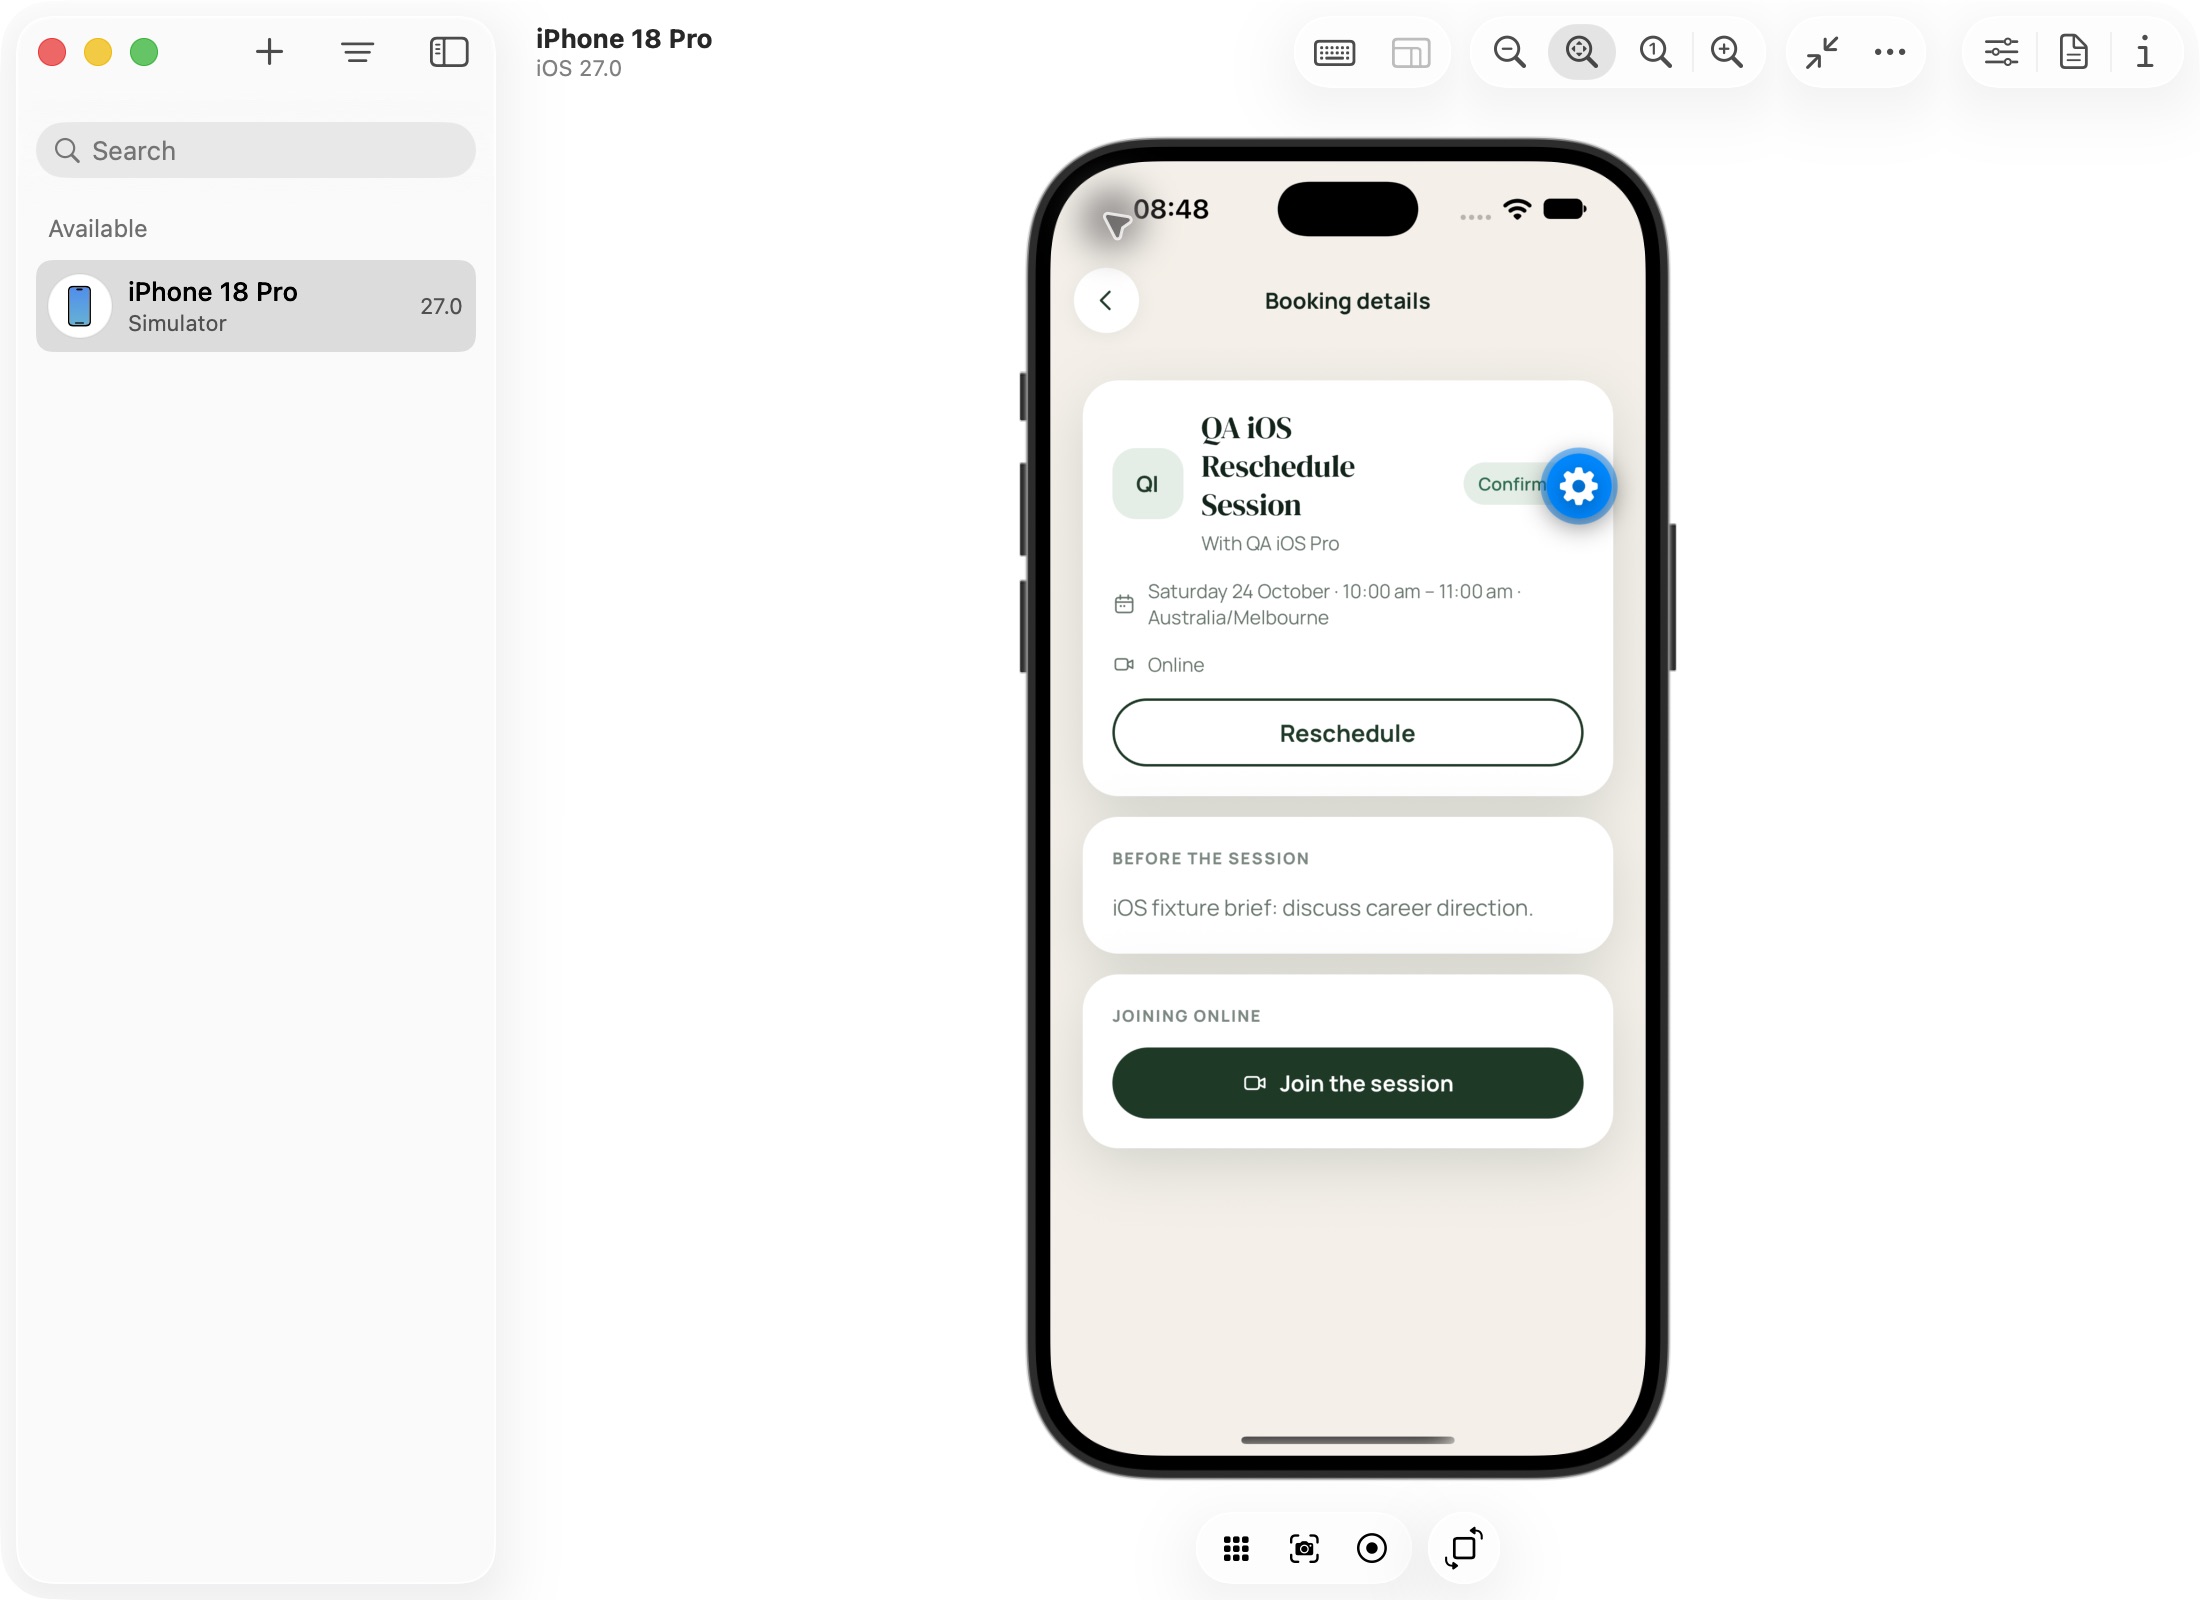 iPhone 18 Pro
iOS 27.0
Search
Available
iPhone 18 Pro
Simulator
27.0
08:48
Booking details
QI
QA iOS
Reschedule
Session
With QA iOS Pro
Confirm
Saturday 24 October · 10:00 am – 11:00 am ·
Australia/Melbourne
Online
Reschedule
BEFORE THE SESSION
iOS fixture brief: discuss career direction.
JOINING ONLINE
Join the session